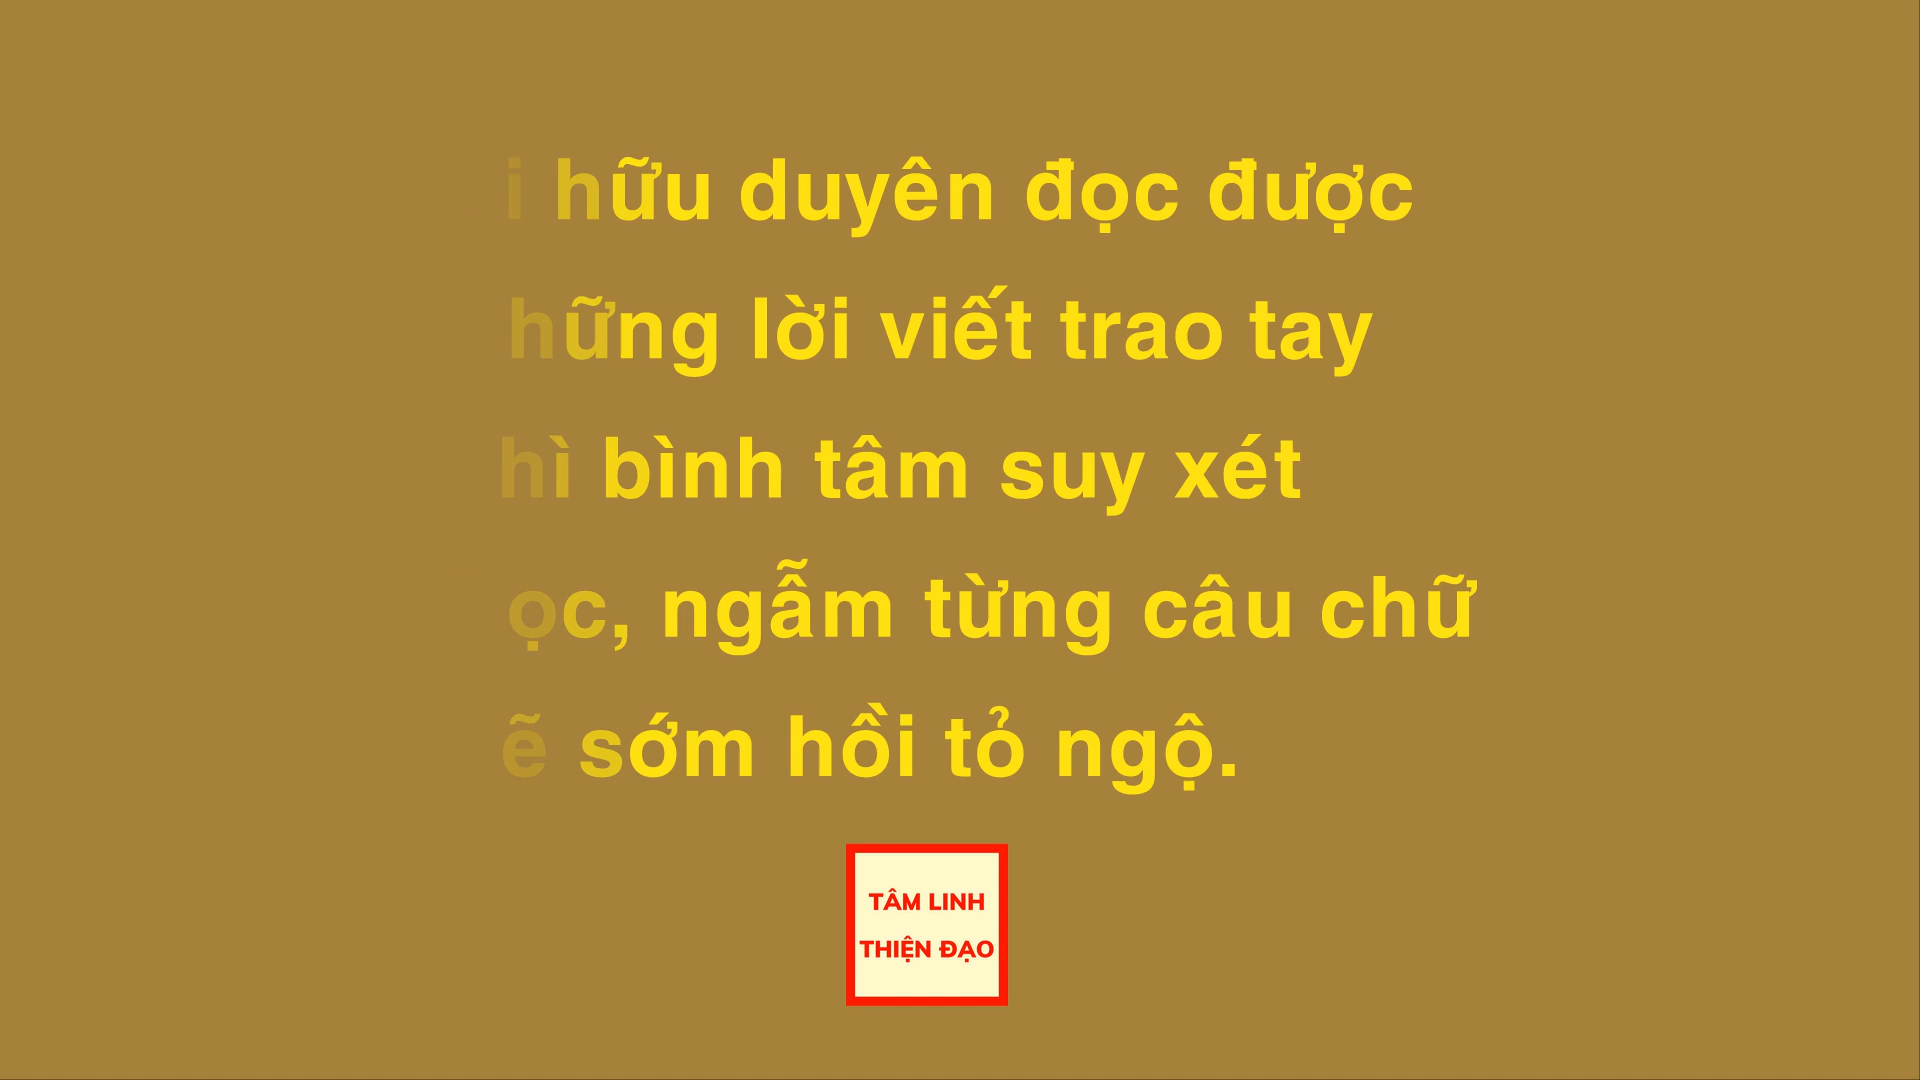 i hữu duyên đọc được
hững lời viết trao tay
hì bình tâm suy xét
ọc, ngẫm từng câu chữ
ẽ sớm hồi tỏ ngộ.
TÂM LINH
THIỆN ĐẠO